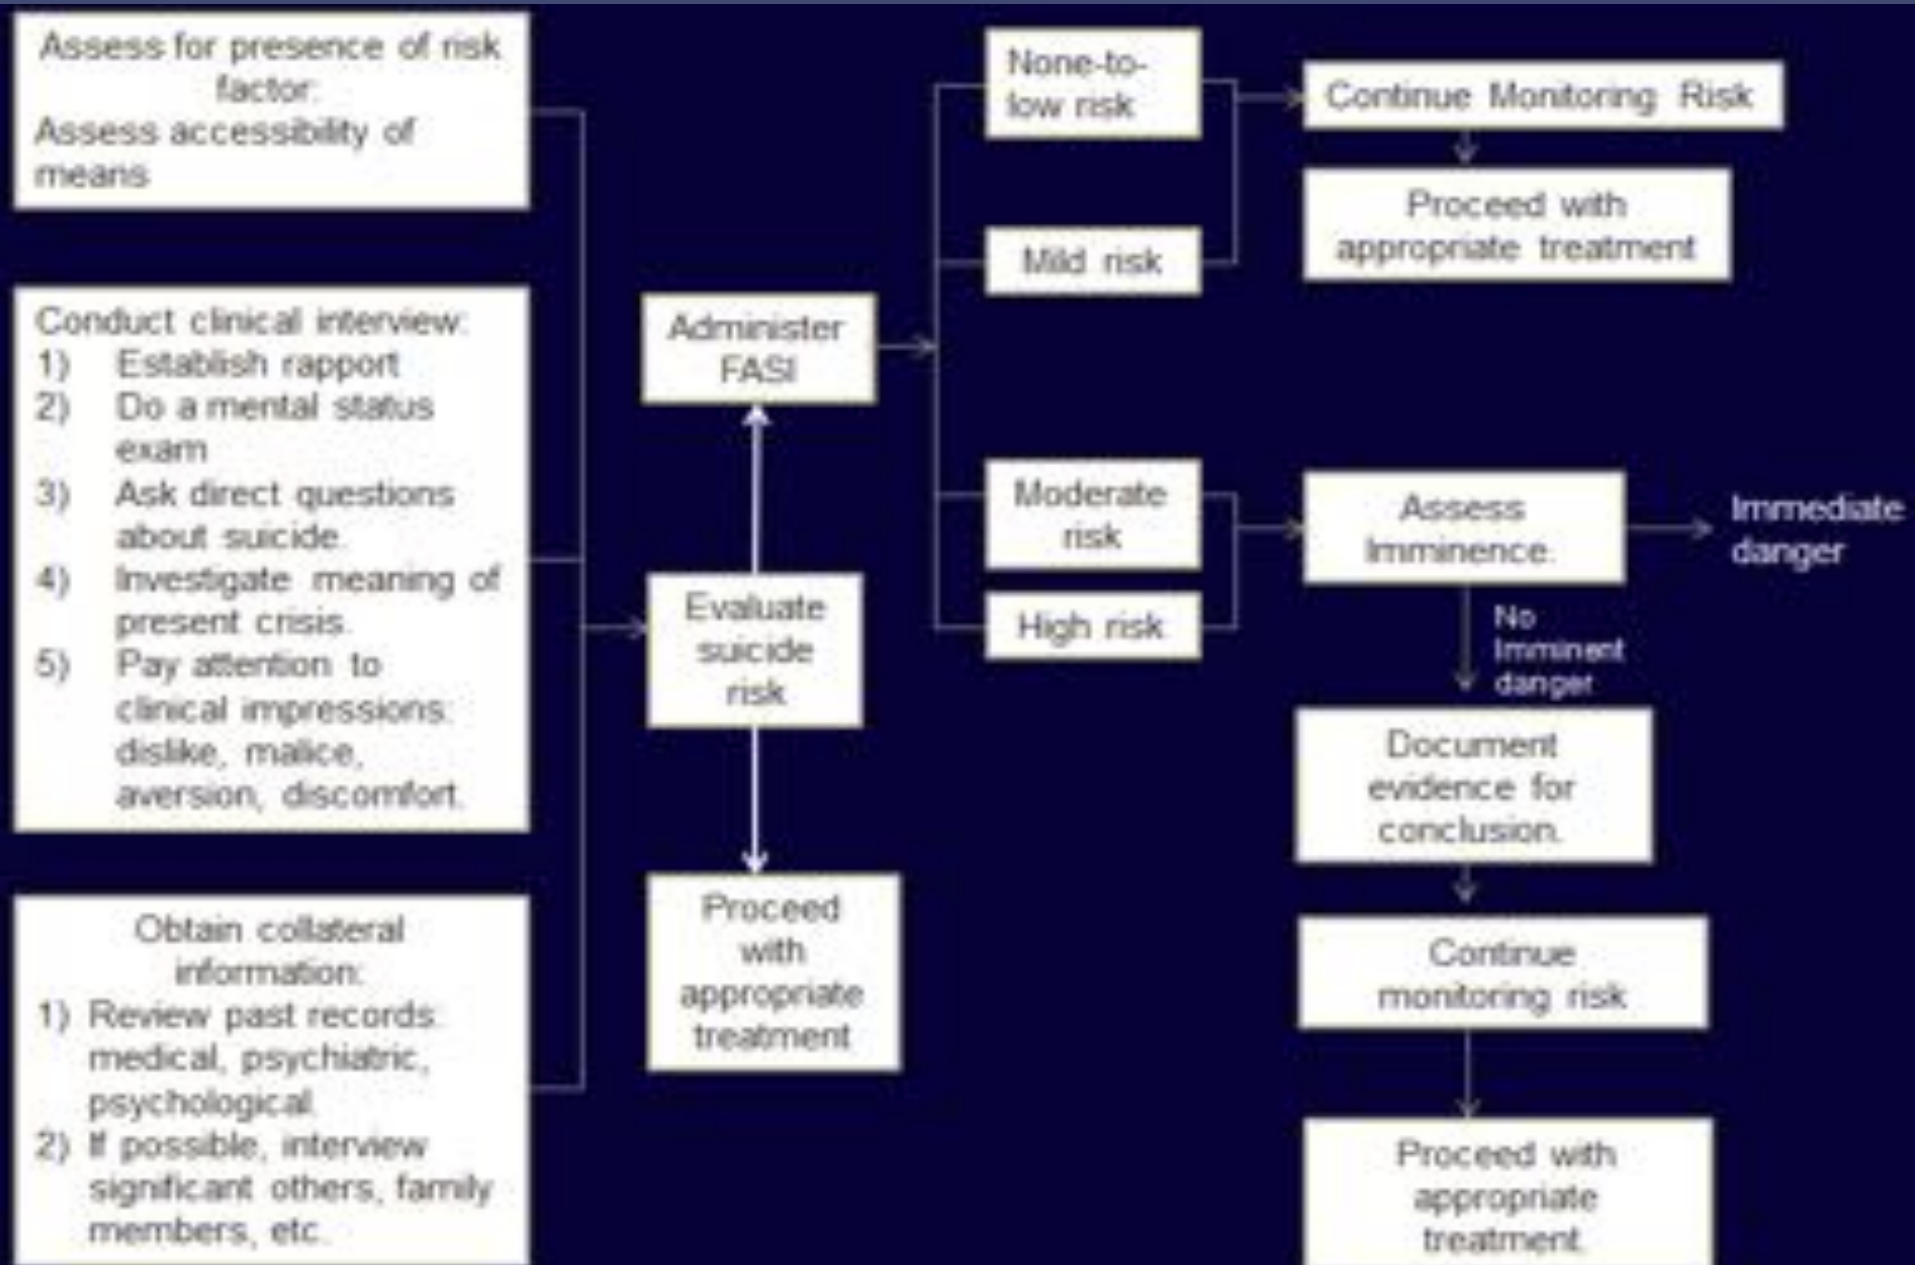 Assess for presence of risk
factor:
Assess accessibility of
means
Conduct clinical interview:
1) Establish rapport
2) Do a mental status
exam
3) Ask direct questions
about suicide.
4) Investigate meaning of
present crisis.
5) Pay attention to
clinical impressions:
dislike, malice,
aversion, discomfort.
Obtain collateral
information:
1) Review past records:
medical, psychiatric,
psychological.
2) If possible, interview
significant others, family
members, etc.
Evaluate
suicide
risk
Administer
FASI
Proceed
with
appropriate
treatment
None-to-
low risk
Mild risk
Continue Monitoring Risk
Proceed with
appropriate treatment
Moderate
risk
High risk
Assess
Imminence.
Immediate
danger
No
Imminent
danger
Document
evidence for
conclusion.
Continue
monitoring risk
Proceed with
appropriate
treatment.